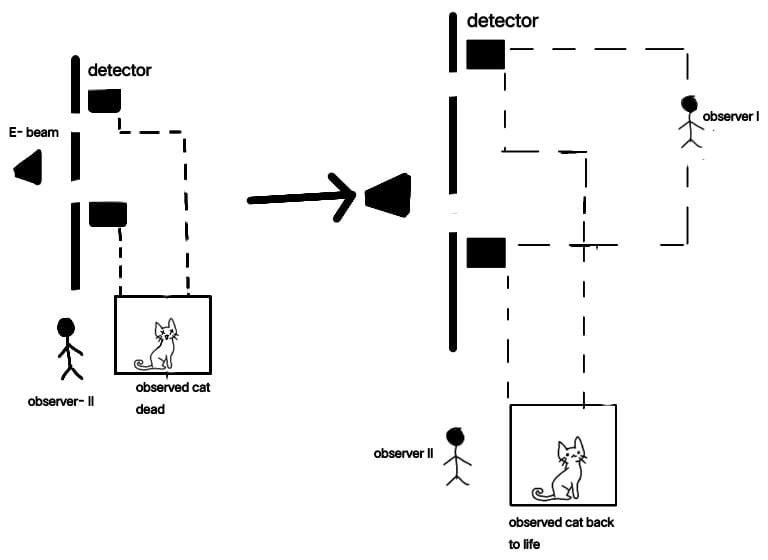 detector
E- beam
observer- II
observed cat
dead
detector
observer I
observer II
observed cat back
to life